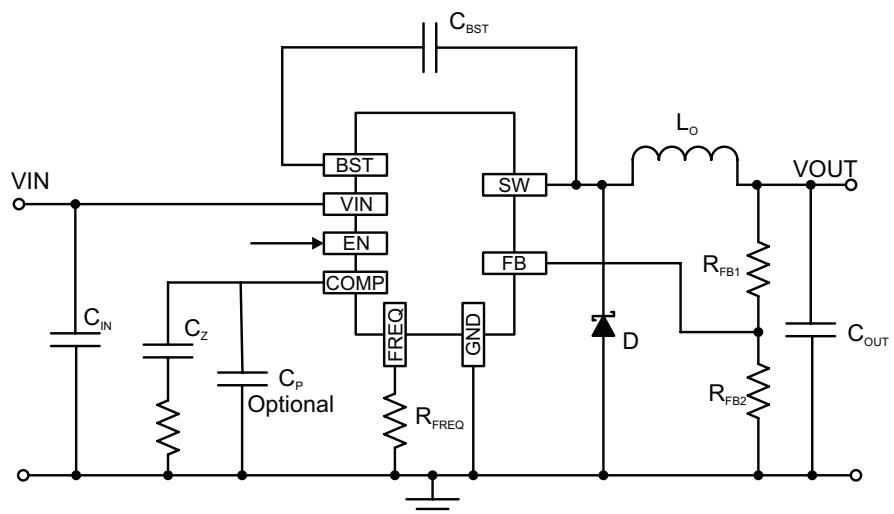 C_BST
L_O
VIN
VOUT
BST
SW
VIN
EN
FB
R_FB1
COMP
FREQ
GND
C_IN
C_Z
D
C_OUT
C_P
Optional
R_FB2
R_FREQ